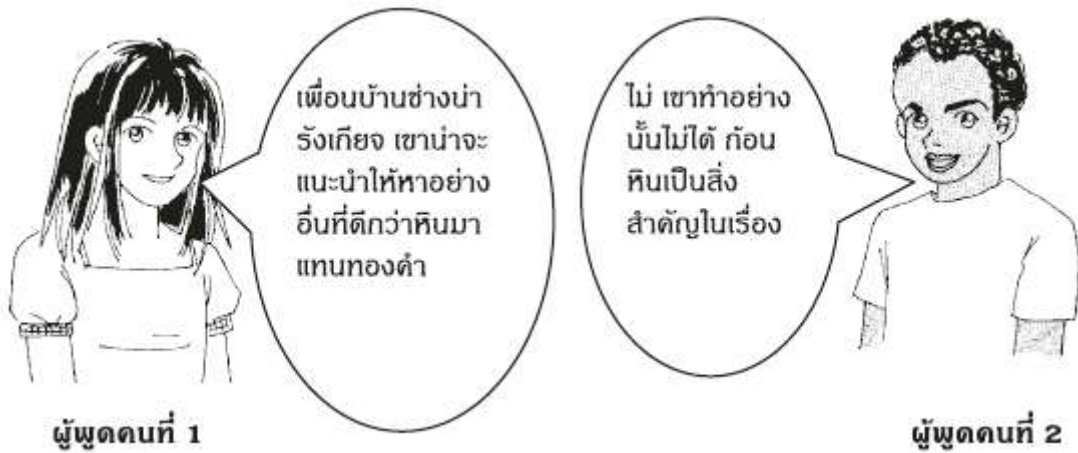 เพื่อนบ้านช่างน่า
รังเกียจ เขาน่าจะ
แนะนำให้หาอย่าง
อื่นที่ดีกว่าหินมา
แทนทองคำ
ไม่ เขาทำอย่าง
นั้นไม่ได้ ก้อน
หินเป็นสิ่ง
สำคัญในเรื่อง
ผู้พูดคนที่ 1
ผู้พูดคนที่ 2